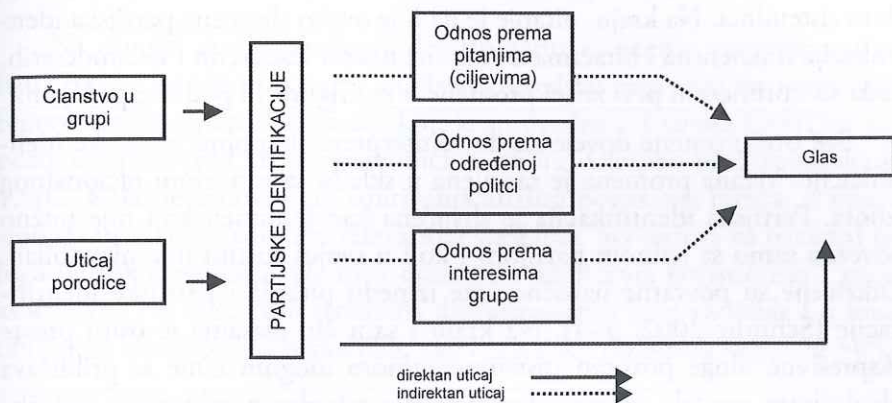 Članstvo u
grupi
Uticaj
porodice
PARTIJSKE IDENTIFIKACIJE
Odnos prema
pitanjima
(ciljevima)
Odnos prema
određenoj
politci
Odnos prema
interesima
grupe
Glas
direktan uticaj
indirektan uticaj